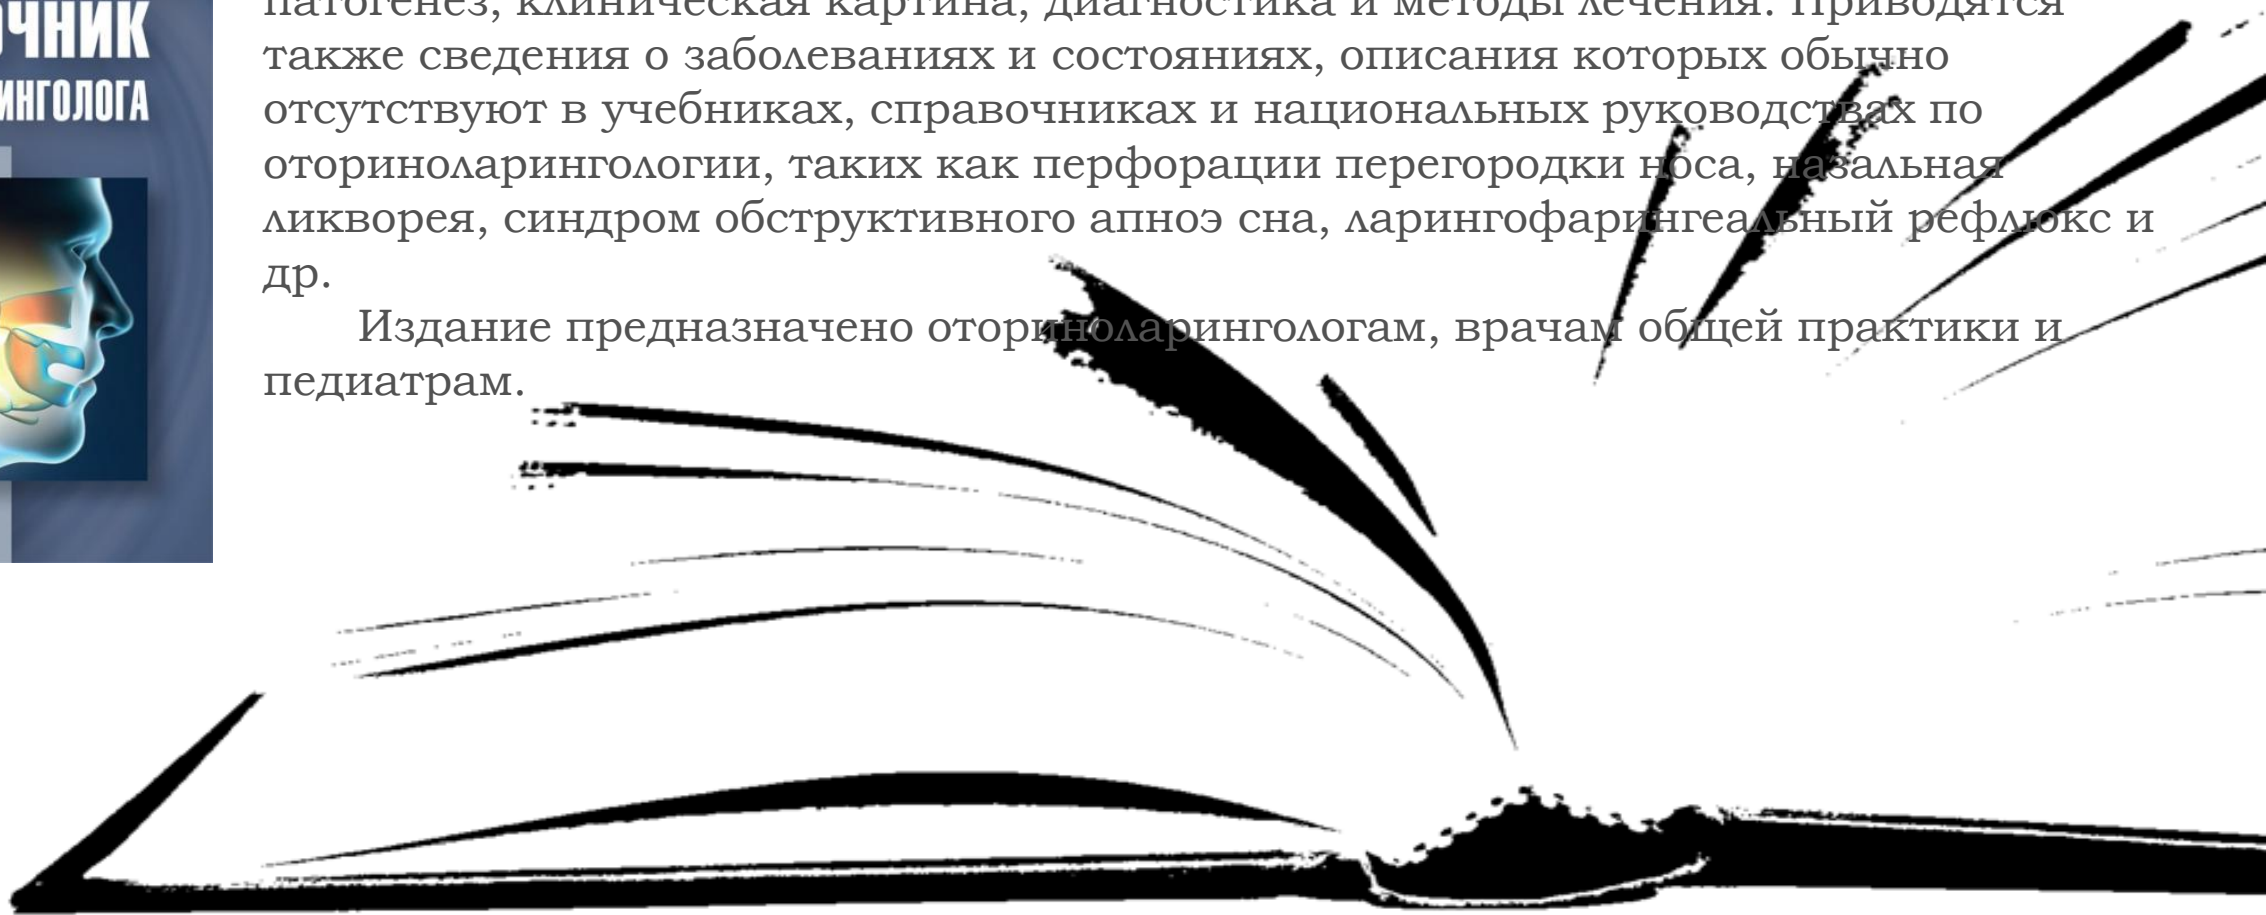 ОЧНИК
ИНГОЛОГА
патогенез, клиническая картина, диагностика и методы лечения. Приводятся
также сведения о заболеваниях и состояниях, описания которых обычно
отсутствуют в учебниках, справочниках и национальных руководствах по
оториноларингологии, таких как перфорации перегородки носа, назальная
ликворея, синдром обструктивного апноэ сна, ларингофарингеальный рефлюкс и
др.
Издание предназначено оториноларингологам, врачам общей практики и
педиатрам.